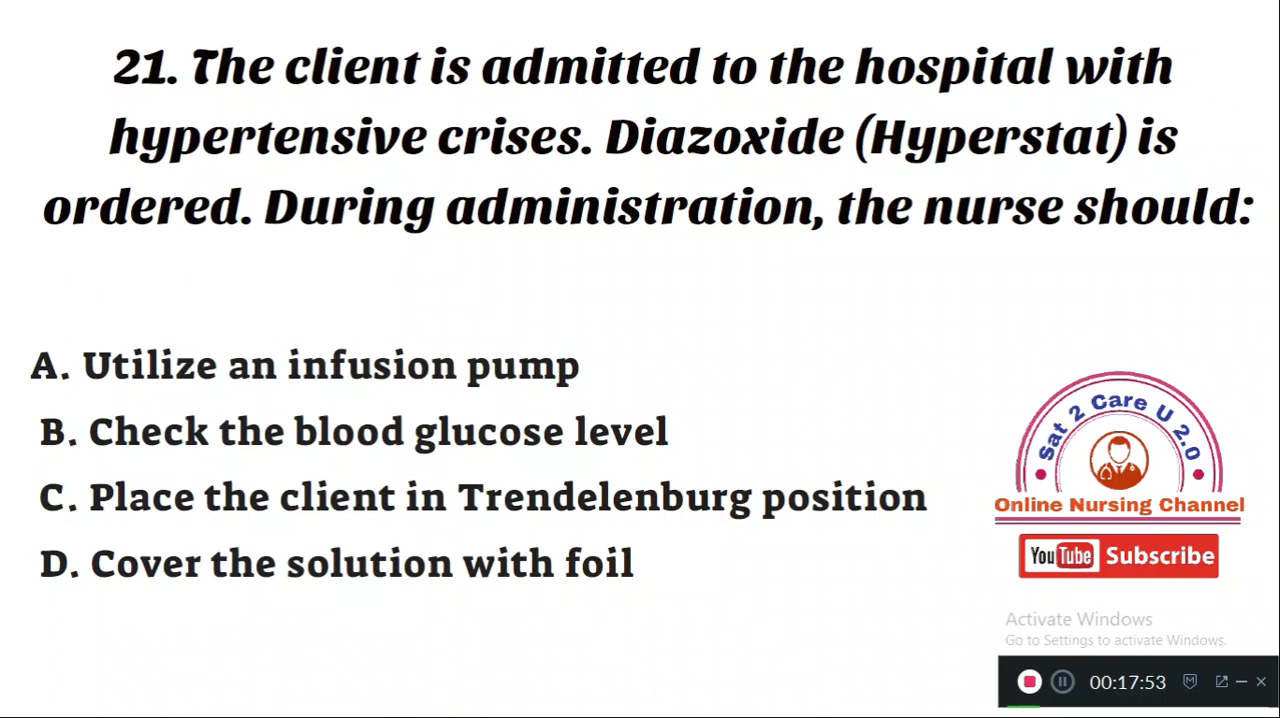 21. The client is admitted to the hospital with
hypertensive crises. Diazoxide (Hyperstat) is
ordered. During administration, the nurse should:
A. Utilize an infusion pump
B. Check the blood glucose level
C. Place the client in Trendelenburg position
D. Cover the solution with foil
Sat 2 Care U 2.0
Online Nursing Channel
YouTube Subscribe
Activate Windows
Go to Settings to activate Windows.
00:17:53